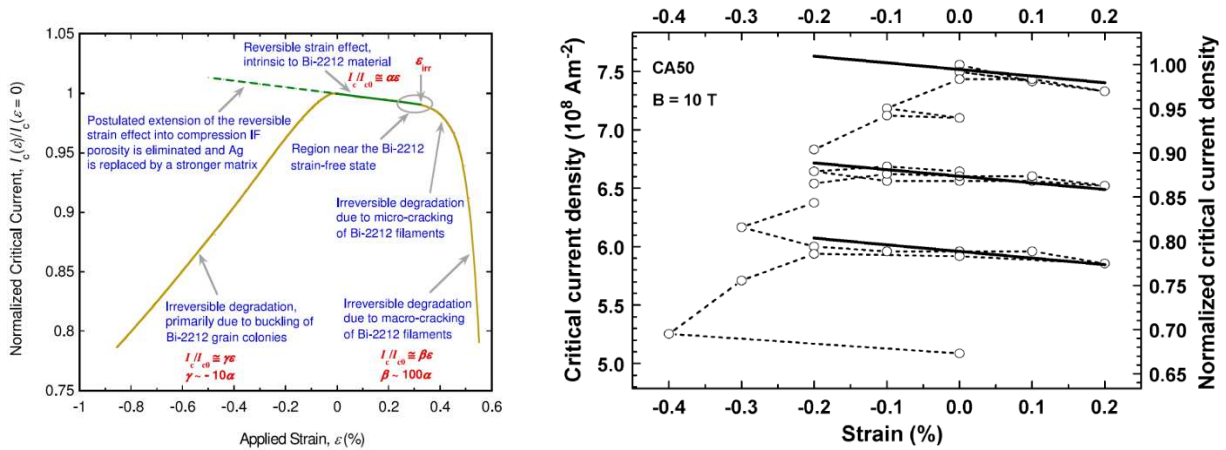 Normalized Critical Current, I_c(ε)/I_c(ε = 0)
1.05
1
0.95
0.9
0.85
0.8
0.75
Reversible strain effect,
intrinsic to Bi-2212 material
I_c/I_c0 ≅ αε
ε_irr
Postulated extension of the reversible
strain effect into compression IF
porosity is eliminated and Ag
is replaced by a stronger matrix
Region near the Bi-2212
strain-free state
Irreversible degradation
due to micro-cracking
of Bi-2212 filaments
Irreversible degradation,
primarily due to buckling of
Bi-2212 grain colonies
I_c/I_c0 ≅ γε
γ ~ - 10α
Irreversible degradation
due to macro-cracking
of Bi-2212 filaments
I_c/I_c0 ≅ βε
β ~ 100α
-1 -0.8 -0.6 -0.4 -0.2 0 0.2 0.4 0.6
Applied Strain, ε (%)
-0.4 -0.3 -0.2 -0.1 0.0 0.1 0.2
Critical current density (10⁸ Am⁻²)
7.5
7.0
6.5
6.0
5.5
5.0
CA50
B = 10 T
1.00
0.95
0.90
0.85
0.80
0.75
0.70
0.65
Normalized critical current density
-0.4 -0.3 -0.2 -0.1 0.0 0.1 0.2
Strain (%)